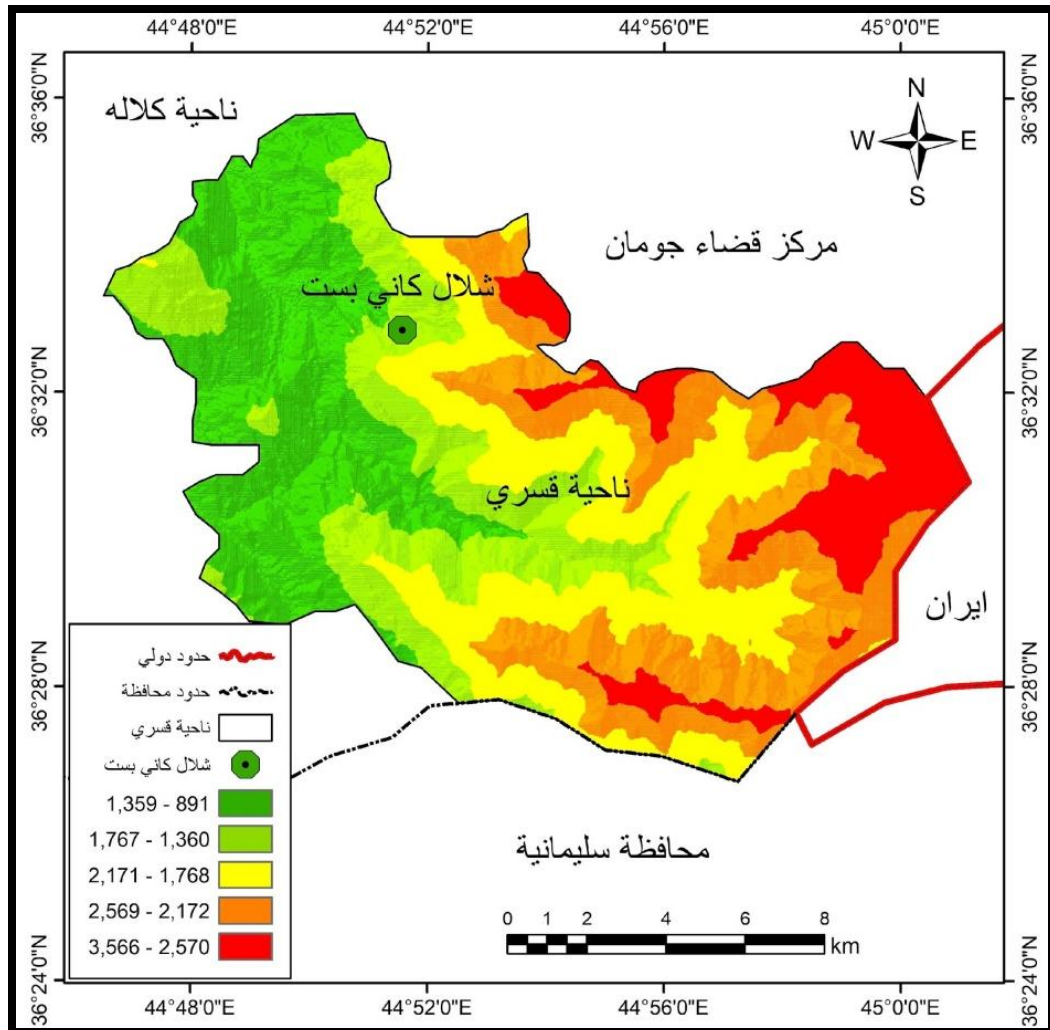 44°48'0"E 44°52'0"E 44°56'0"E 45°0'0"E
36°36'0"N
36°36'0"N
ناحية كلاله
N
W E
S
مركز قضاء جومان
شلال كاني بست
36°32'0"N
36°32'0"N
ناحية قسري
ايران
36°28'0"N
36°28'0"N
حدود دولي
حدود محافظة
ناحية قسري
شلال كاني بست
1,359 - 891
1,767 - 1,360
2,171 - 1,768
2,569 - 2,172
3,566 - 2,570
محافظة سليمانية
0 1 2 4 6 8
km
36°24'0"N
36°24'0"N
44°48'0"E 44°52'0"E 44°56'0"E 45°0'0"E